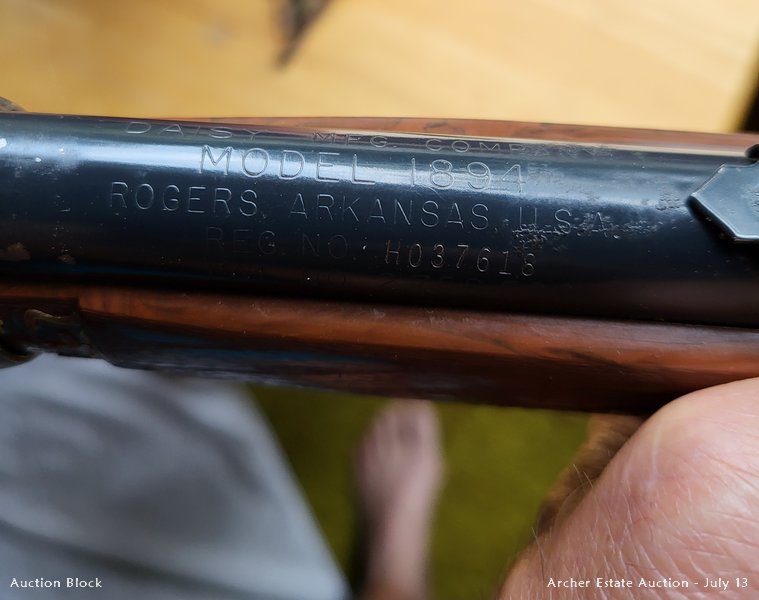 DAISY MFG. COMPANY
MODEL 1894
ROGERS, ARKANSAS, U.S.A.
REG. NO. H037616
Auction Block
Archer Estate Auction - July 13